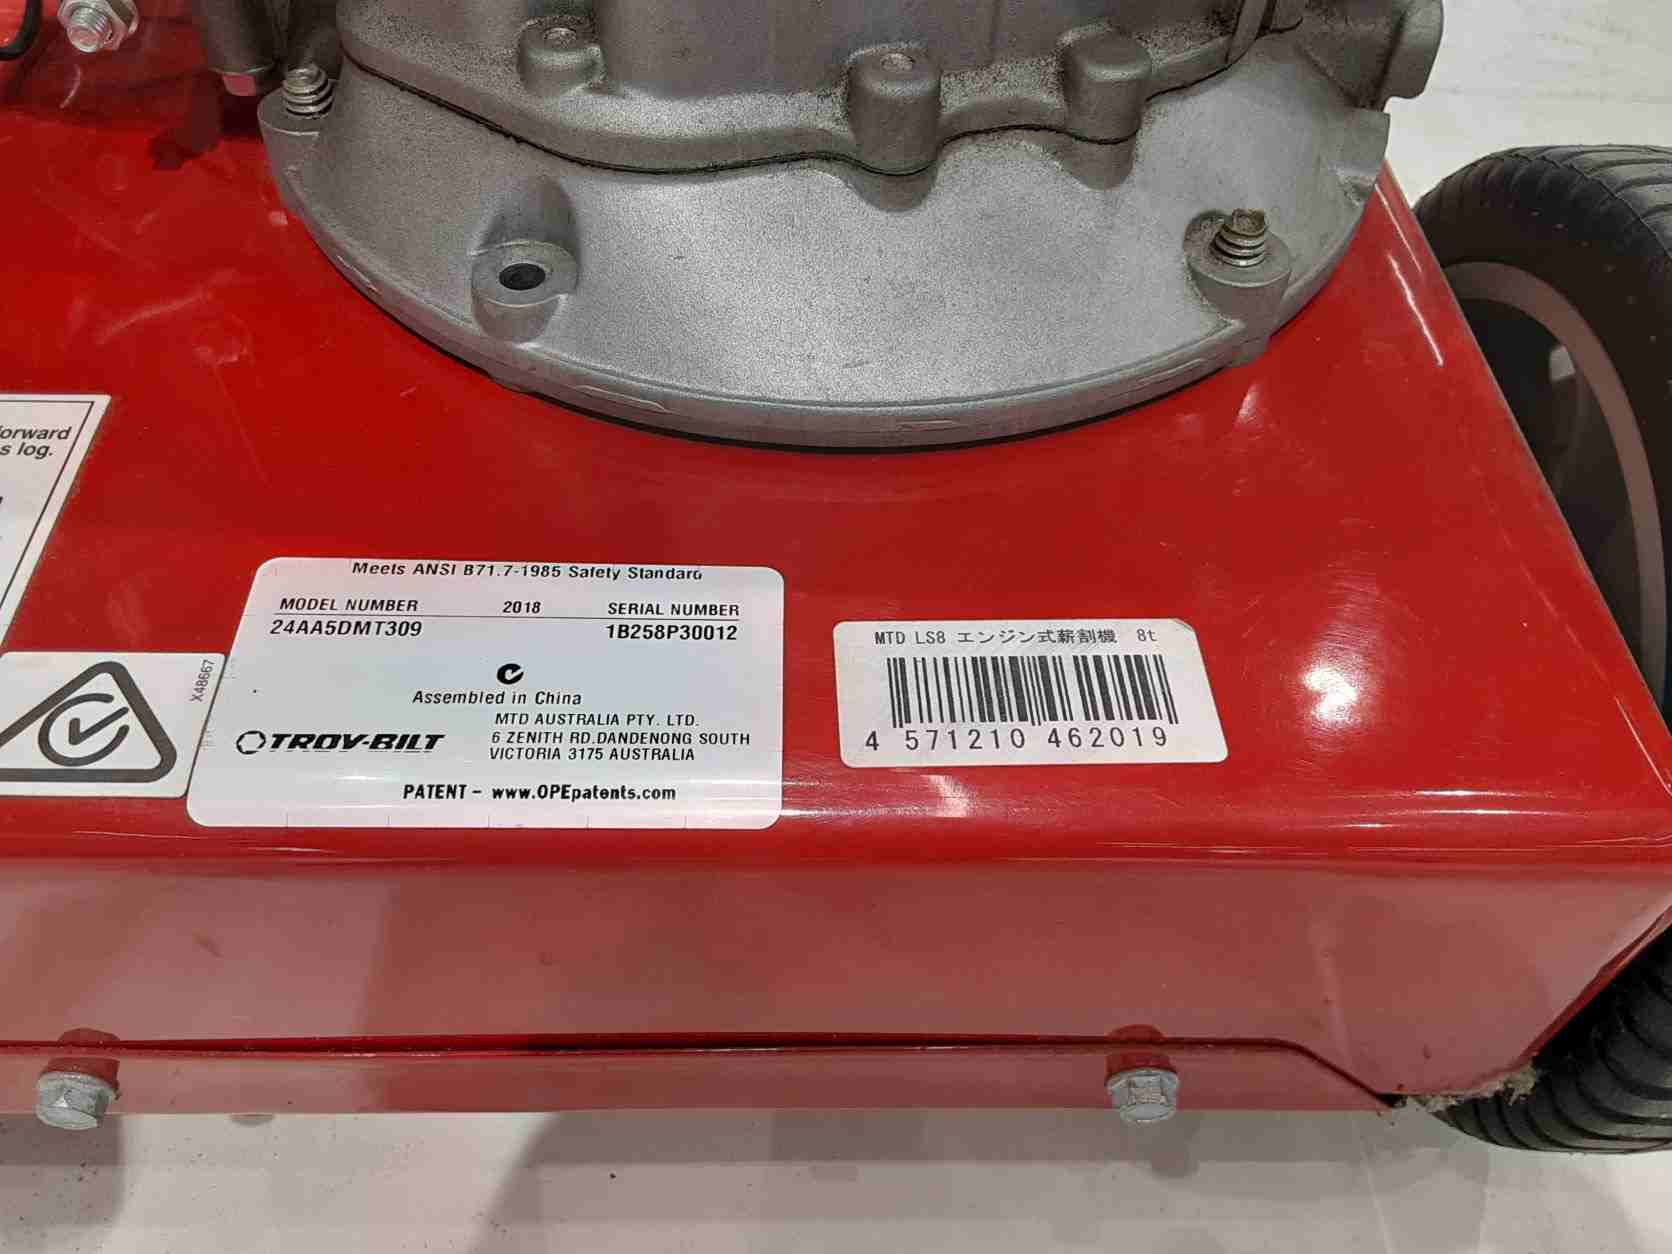 orward
s log.
X48667
Meets ANSI B71.7-1985 Safety Standard
MODEL NUMBER 2018 SERIAL NUMBER
24AA5DMT309 1B258P30012
Assembled in China
MTD AUSTRALIA PTY. LTD.
6 ZENITH RD.DANDENONG SOUTH
VICTORIA 3175 AUSTRALIA
TROY-BILT
PATENT - www.OPEpatents.com
MTD LS8 エンジン式薪割機 8t
4 571210 462019